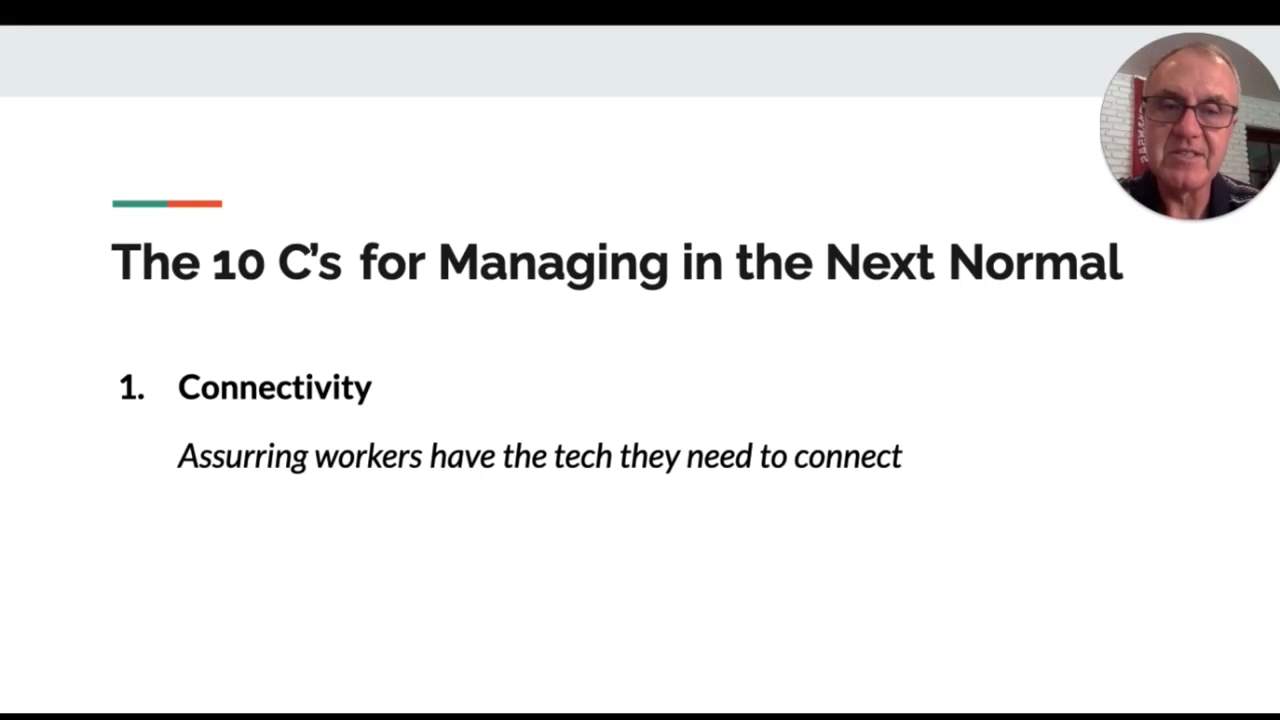 The 10 C’s for Managing in the Next Normal
1. Connectivity
Assurring workers have the tech they need to connect